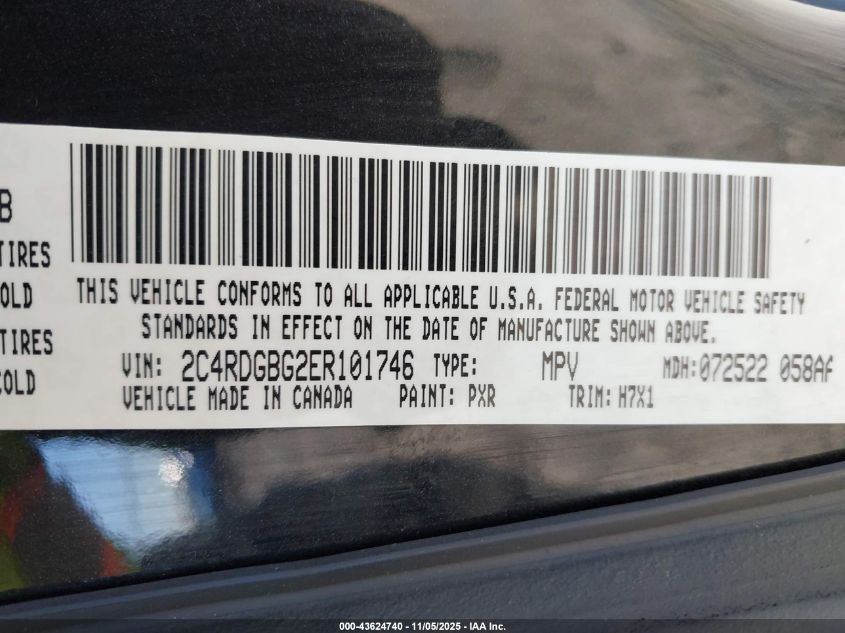 B
TIRES
OLD
TIRES
COLD
THIS VEHICLE CONFORMS TO ALL APPLICABLE U.S.A. FEDERAL MOTOR VEHICLE SAFETY
STANDARDS IN EFFECT ON THE DATE OF MANUFACTURE SHOWN ABOVE.
VIN: 2C4RDGBG2ER101746 TYPE: MPV MDH:072522 058AA
VEHICLE MADE IN CANADA PAINT: PXR TRIM: H7X1
000-43624740 - 11/05/2025 - IAA Inc.